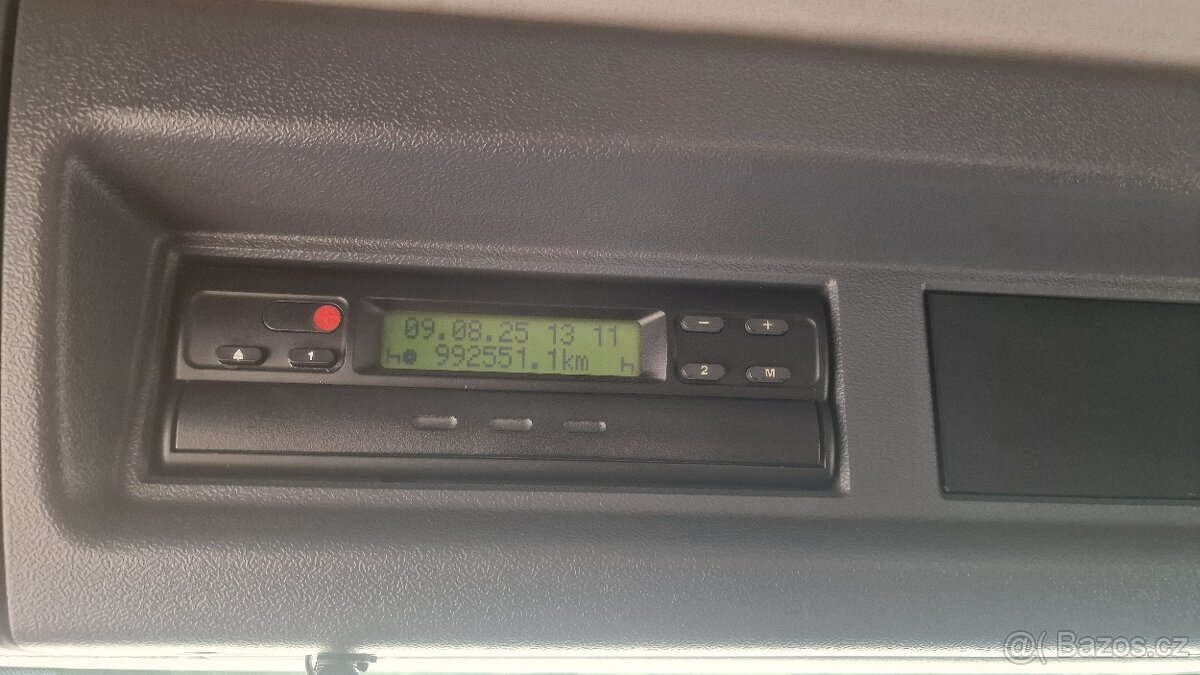 09.08.25 13 11
992551.1km
1
− +
2 M
@( Bazos.cz